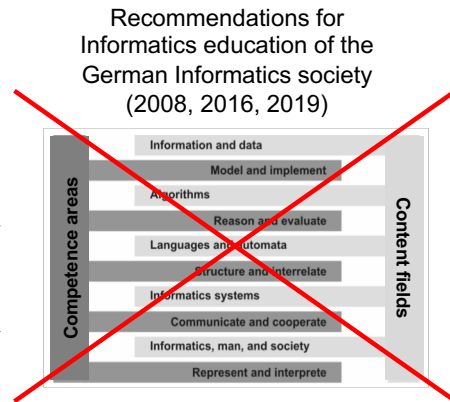 Recommendations for
Informatics education of the
German Informatics society
(2008, 2016, 2019)
Competence areas
Information and data
Model and implement
Algorithms
Reason and evaluate
Languages and automata
Structure and interrelate
Informatics systems
Communicate and cooperate
Informatics, man, and society
Represent and interprete
Content fields